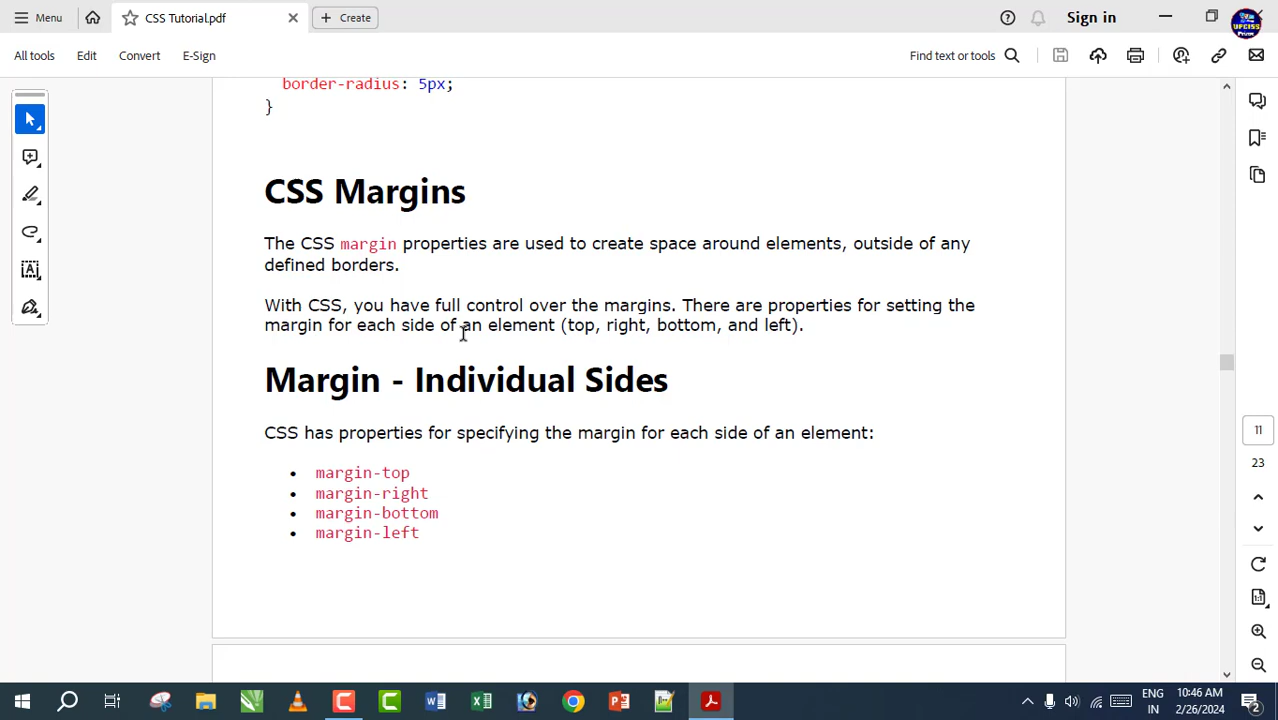 Menu
CSS Tutorial.pdf
Create
Sign in
All tools
Edit
Convert
E-Sign
Find text or tools
border-radius: 5px;
}
CSS Margins
The CSS margin properties are used to create space around elements, outside of any
defined borders.
With CSS, you have full control over the margins. There are properties for setting the
margin for each side of an element (top, right, bottom, and left).
Margin - Individual Sides
CSS has properties for specifying the margin for each side of an element:
• margin-top
• margin-right
• margin-bottom
• margin-left
11
23
ENG
IN
10:46 AM
2/26/2024
2